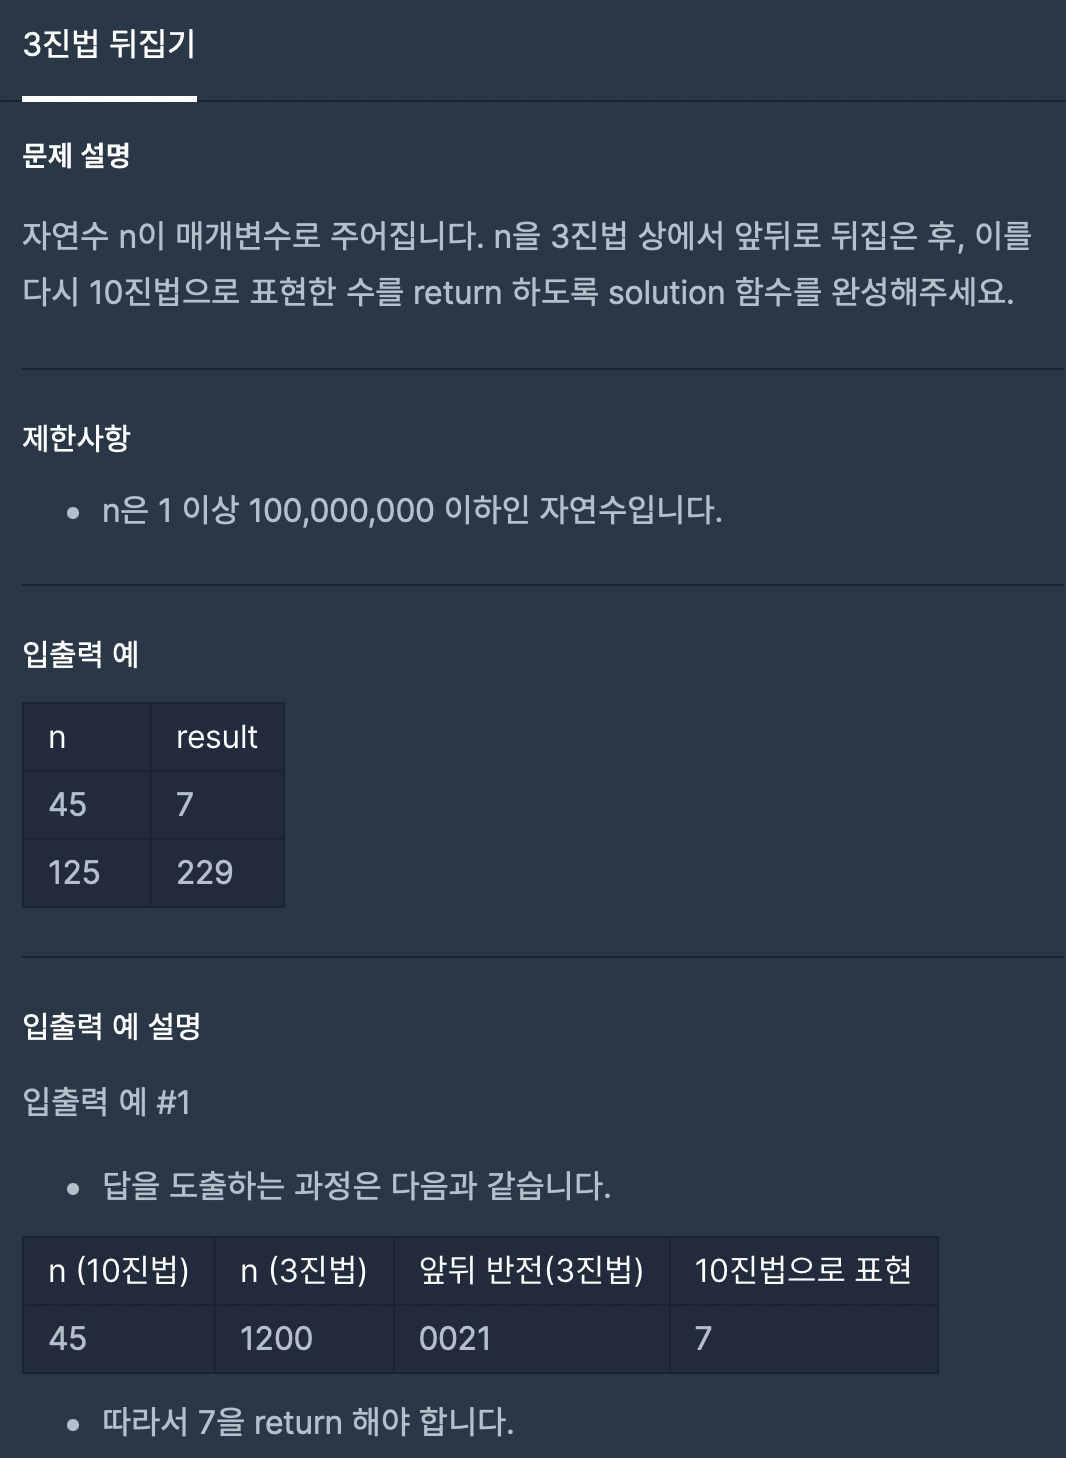 3진법 뒤집기
문제 설명
자연수 n이 매개변수로 주어집니다. n을 3진법 상에서 앞뒤로 뒤집은 후, 이를
다시 10진법으로 표현한 수를 return 하도록 solution 함수를 완성해주세요.
제한사항
• n은 1 이상 100,000,000 이하인 자연수입니다.
입출력 예
n result
45 7
125 229
입출력 예 설명
입출력 예 #1
• 답을 도출하는 과정은 다음과 같습니다.
n (10진법) n (3진법) 앞뒤 반전(3진법) 10진법으로 표현
45 1200 0021 7
• 따라서 7을 return 해야 합니다.